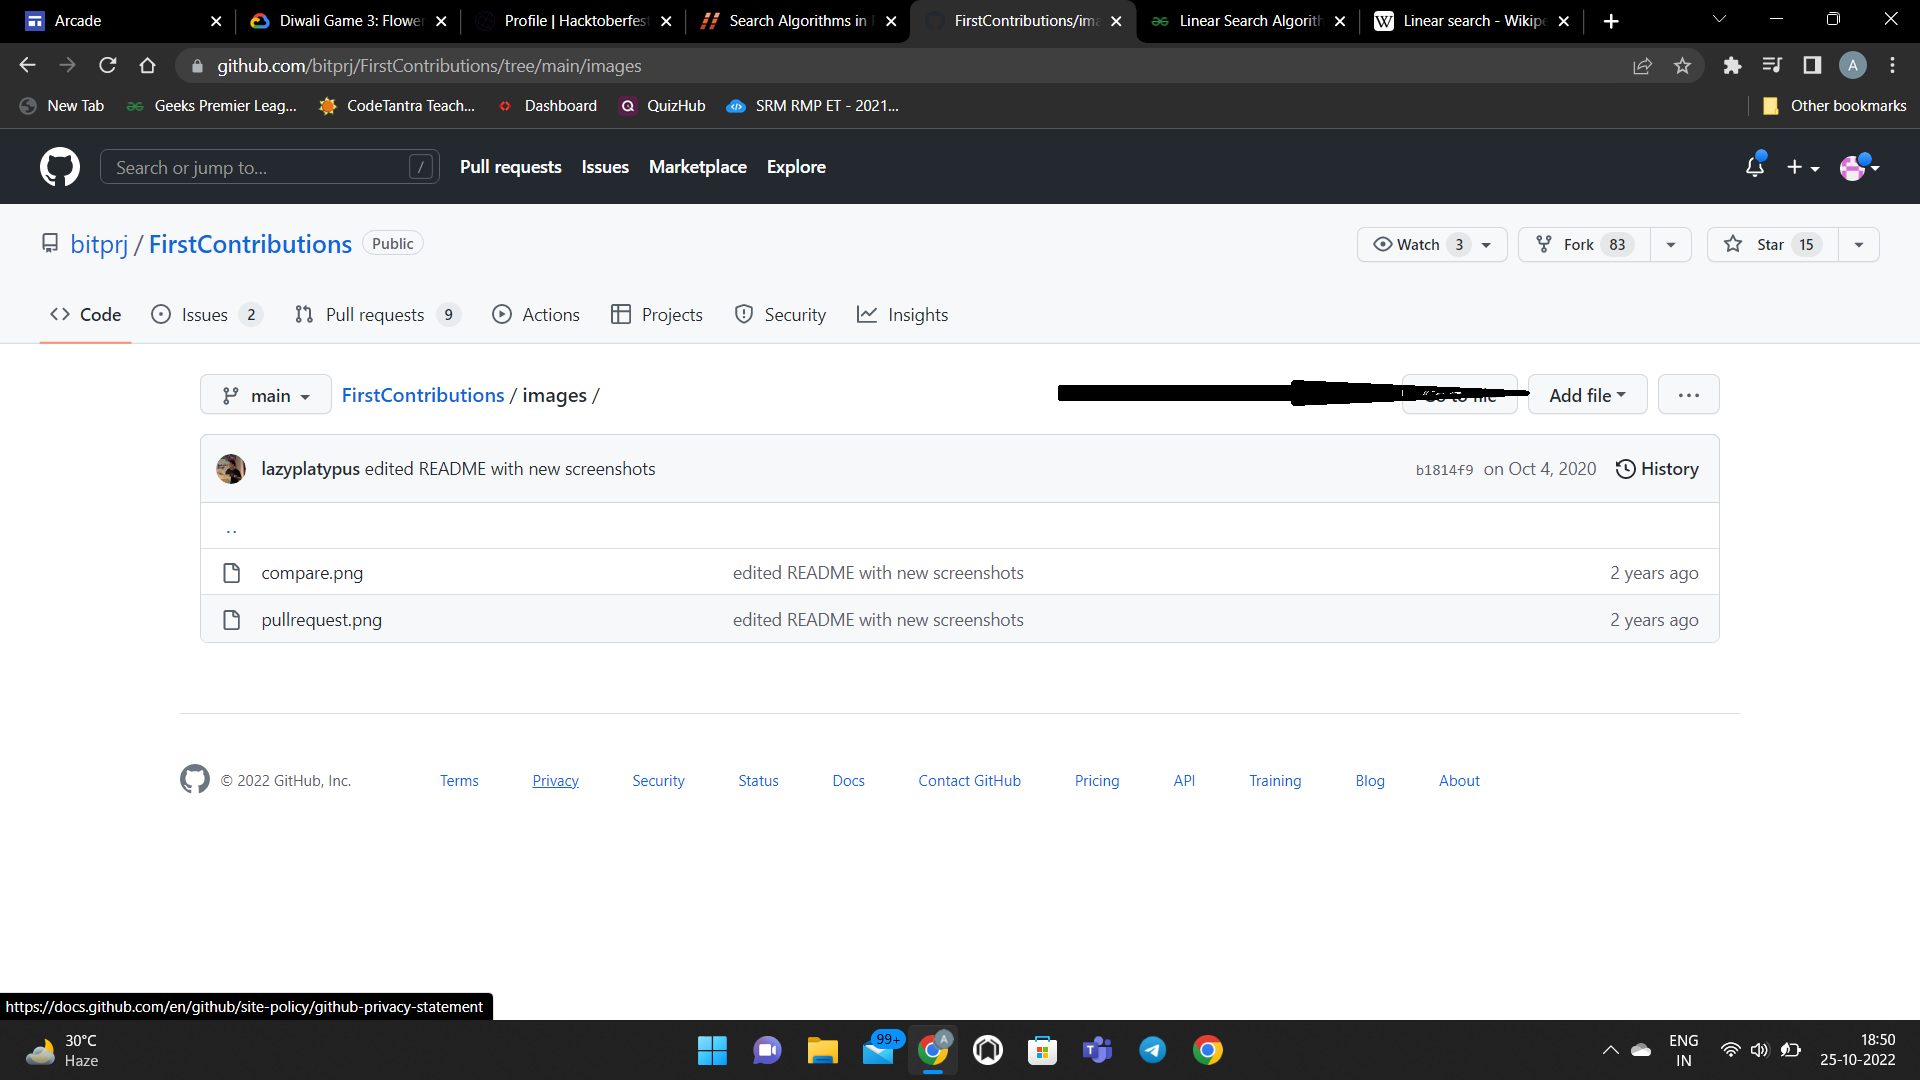 Arcade
Diwali Game 3: Flower
Profile | Hacktoberfest
Search Algorithms in
FirstContributions/ima
Linear Search Algorith
Linear search - Wikipe
github.com/bitprj/FirstContributions/tree/main/images
A
New Tab
Geeks Premier Leag...
CodeTantra Teach...
Dashboard
QuizHub
SRM RMP ET - 2021...
Other bookmarks
Search or jump to...
/
Pull requests
Issues
Marketplace
Explore
bitprj / FirstContributions
Public
Watch 3
Fork 83
Star 15
Code
Issues 2
Pull requests 9
Actions
Projects
Security
Insights
main
FirstContributions / images /
Go to file
Add file
lazyplatypus edited README with new screenshots
b1814f9 on Oct 4, 2020
History
..
compare.png
edited README with new screenshots
2 years ago
pullrequest.png
edited README with new screenshots
2 years ago
© 2022 GitHub, Inc.
Terms
Privacy
Security
Status
Docs
Contact GitHub
Pricing
API
Training
Blog
About
https://docs.github.com/en/github/site-policy/github-privacy-statement
30°C
Haze
99+
A
ENG
IN
18:50
25-10-2022